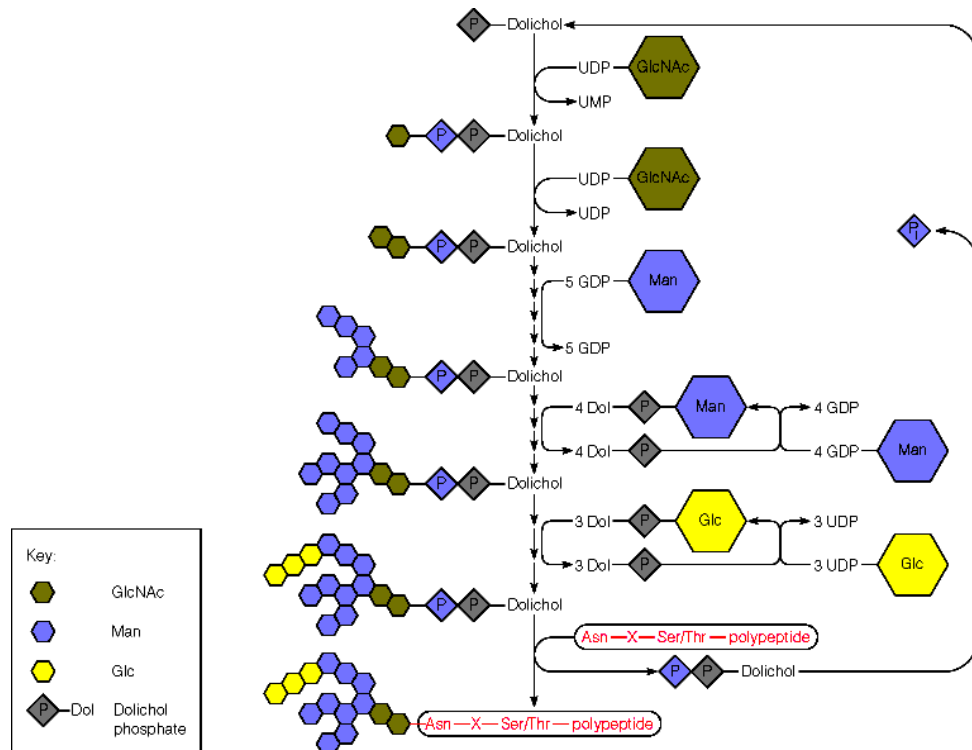 P Dolichol
UDP GlcNAc
UMP
P P Dolichol
UDP GlcNAc
UDP
P P Dolichol
Pi
5 GDP Man
5 GDP
P P Dolichol
4 Dol P Man 4 GDP
4 Dol P 4 GDP Man
P P Dolichol
3 Dol P Glc 3 UDP
3 Dol P 3 UDP Glc
P P Dolichol
Asn — X — Ser/Thr — polypeptide
P P Dolichol
Asn — X — Ser/Thr — polypeptide
Key:
GlcNAc
Man
Glc
P Dol Dolichol
phosphate